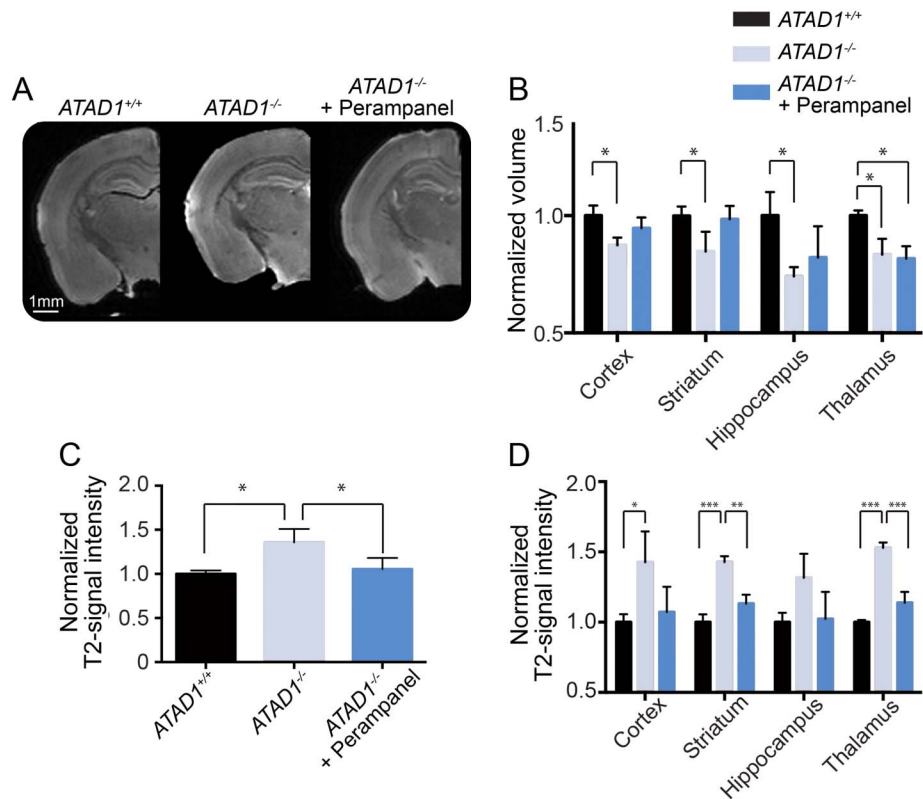 ATAD1+/+
ATAD1-/-
ATAD1-/-
+ Perampanel
A
ATAD1+/+
ATAD1-/-
ATAD1-/-
+ Perampanel
1mm
B
Normalized volume
1.5
1.0
0.5
*
*
*
*
*
Cortex
Striatum
Hippocampus
Thalamus
C
Normalized
T2-signal intensity
2.0
1.5
1.0
0.5
0
*
*
ATAD1+/+
ATAD1-/-
ATAD1-/-
+ Perampanel
D
Normalized
T2-signal intensity
2.0
1.5
1.0
0.5
*
***
**
***
***
Cortex
Striatum
Hippocampus
Thalamus